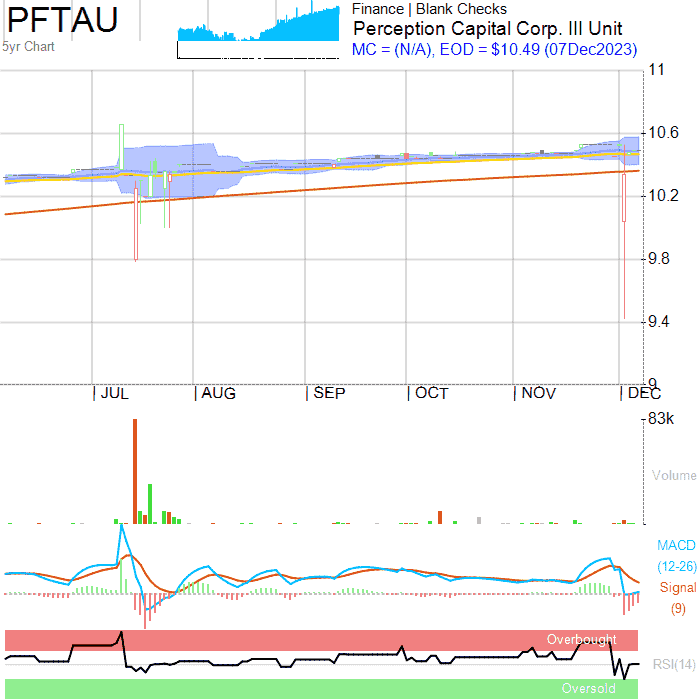 PFTAU
5yr Chart
Finance | Blank Checks
Perception Capital Corp. III Unit
MC = (N/A), EOD = $10.49 (07Dec2023)
11
10.6
10.2
9.8
9.4
9
JUL AUG SEP OCT NOV DEC
83k
Volume
MACD
(12-26)
Signal
(9)
Overbought
RSI(14)
Oversold